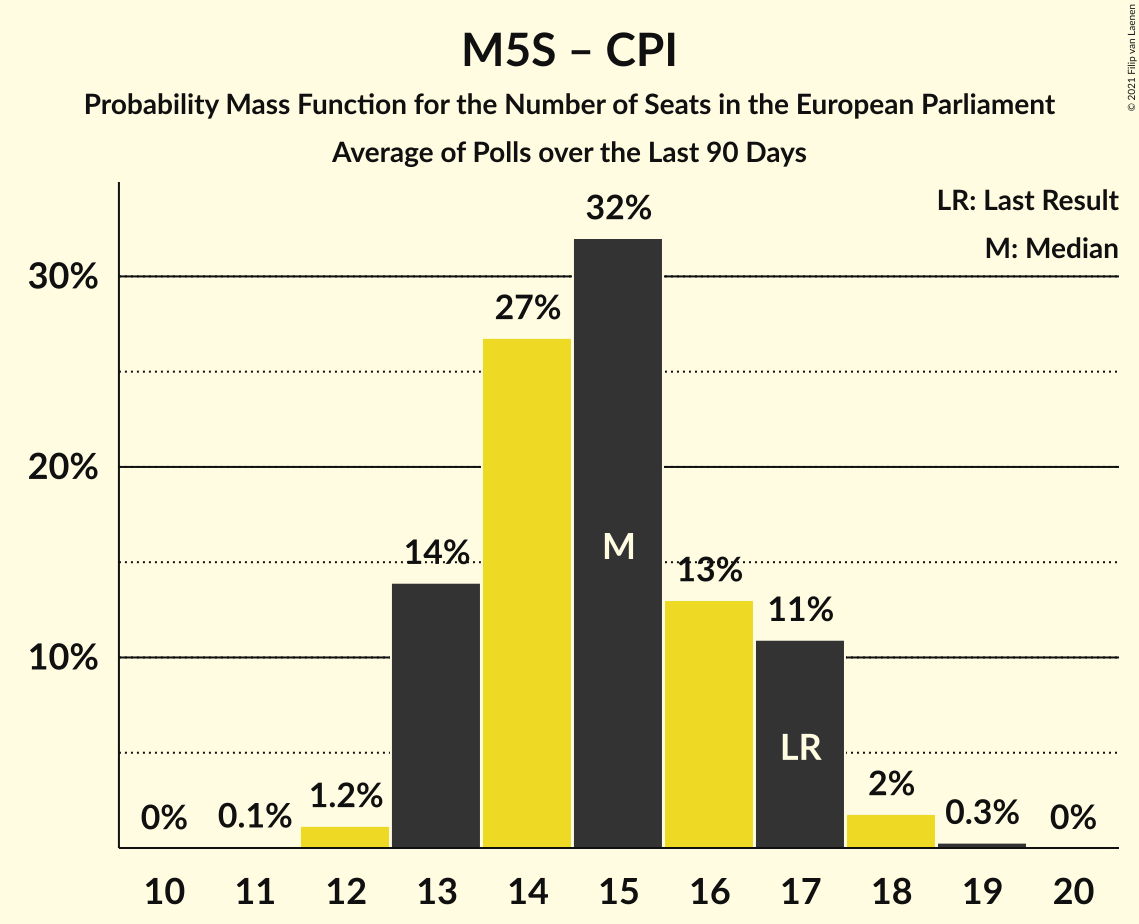 M5S – CPI
Probability Mass Function for the Number of Seats in the European Parliament
Average of Polls over the Last 90 Days
© 2021 Filip van Laenen
LR: Last Result
M: Median
30%
20%
10%
0%
0.1%
1.2%
14%
27%
32%
13%
11%
2%
0.3%
0%
M
LR
10 11 12 13 14 15 16 17 18 19 20